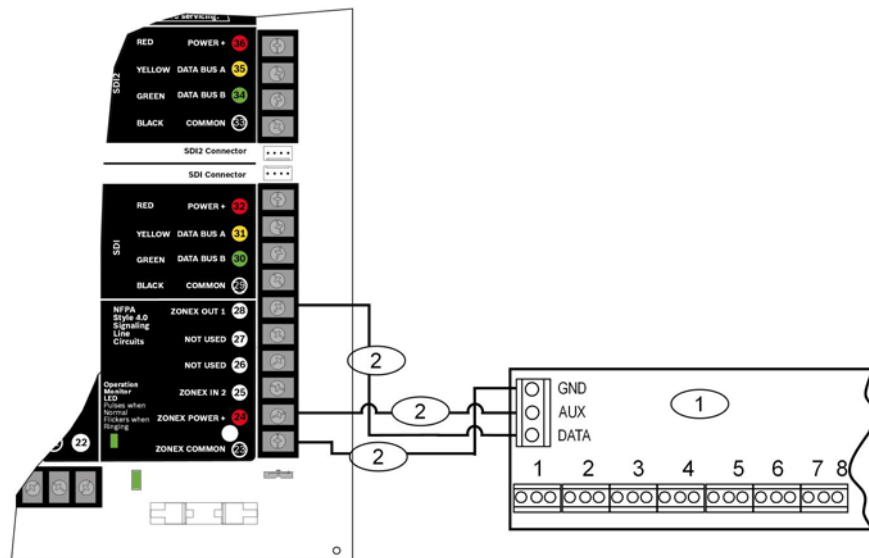 servicing.
RED POWER + 36
YELLOW DATA BUS A 35
GREEN DATA BUS B 34
BLACK COMMON 33
SDI2
SDI2 Connector
SDI Connector
RED POWER + 32
YELLOW DATA BUS A 31
GREEN DATA BUS B 30
BLACK COMMON 29
SDI
NFPA
Style 4.0
Signaling
Line
Circuits
ZONEX OUT 1 28
NOT USED 27
NOT USED 26
ZONEX IN 2 25
ZONEX POWER + 24
ZONEX COMMON 23
Operation
Monitor
LED
Pulses when
Normal
Flickers when
Ringing
22
2
2
2
GND
AUX
DATA
1
1 2 3 4 5 6 7 8